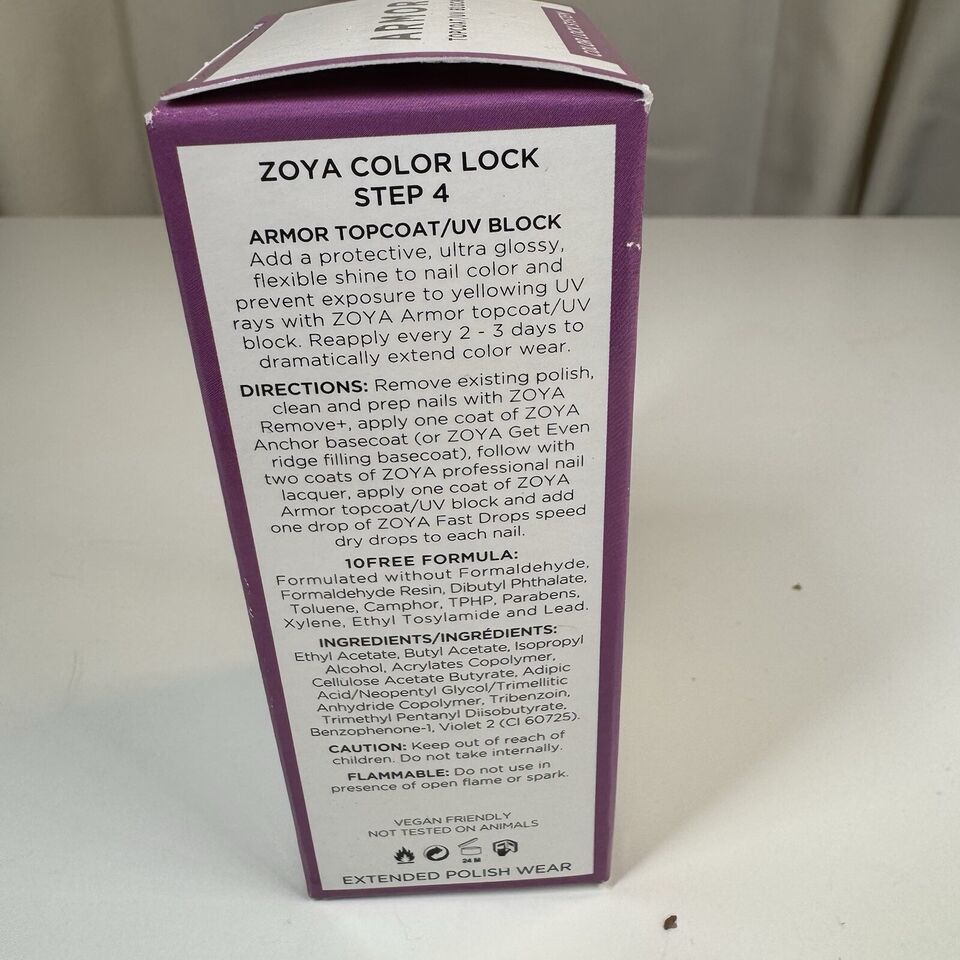 ARMOR
TOPCOAT/UV BLOCK
COLOR LOCK SYSTEM
ZOYA COLOR LOCK
STEP 4
ARMOR TOPCOAT/UV BLOCK
Add a protective, ultra glossy,
flexible shine to nail color and
prevent exposure to yellowing UV
rays with ZOYA Armor topcoat/UV
block. Reapply every 2 - 3 days to
dramatically extend color wear.
DIRECTIONS: Remove existing polish,
clean and prep nails with ZOYA
Remove+, apply one coat of ZOYA
Anchor basecoat (or ZOYA Get Even
ridge filling basecoat), follow with
two coats of ZOYA professional nail
lacquer, apply one coat of ZOYA
Armor topcoat/UV block and add
one drop of ZOYA Fast Drops speed
dry drops to each nail.
10FREE FORMULA:
Formulated without Formaldehyde,
Formaldehyde Resin, Dibutyl Phthalate,
Toluene, Camphor, TPHP, Parabens,
Xylene, Ethyl Tosylamide and Lead.
INGREDIENTS/INGRÉDIENTS:
Ethyl Acetate, Butyl Acetate, Isopropyl
Alcohol, Acrylates Copolymer,
Cellulose Acetate Butyrate, Adipic
Acid/Neopentyl Glycol/Trimellitic
Anhydride Copolymer, Tribenzoin,
Trimethyl Pentanyl Diisobutyrate,
Benzophenone-1, Violet 2 (CI 60725).
CAUTION: Keep out of reach of
children. Do not take internally.
FLAMMABLE: Do not use in
presence of open flame or spark.
VEGAN FRIENDLY
NOT TESTED ON ANIMALS
24 M
EXTENDED POLISH WEAR